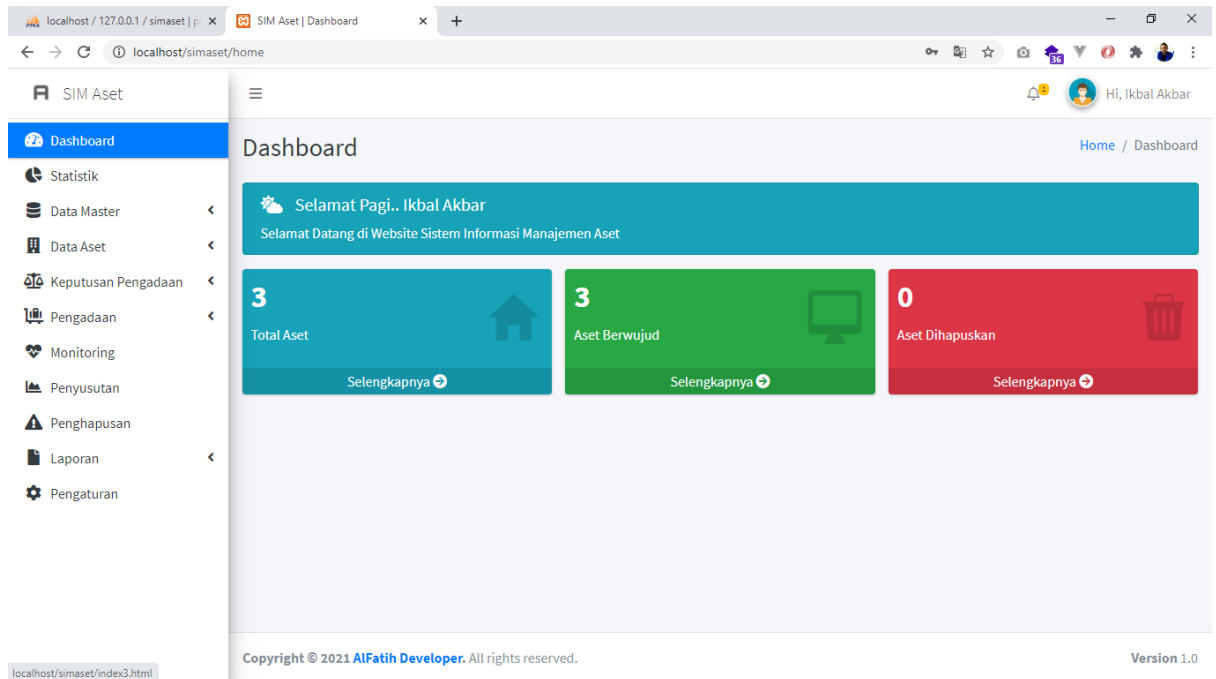 localhost / 127.0.0.1 / simaset | p
SIM Aset | Dashboard
localhost/simaset/home
36
SIM Aset
1
Hi, Ikbal Akbar
Dashboard
Statistik
Data Master
Data Aset
Keputusan Pengadaan
Pengadaan
Monitoring
Penyusutan
Penghapusan
Laporan
Pengaturan
Dashboard
Home / Dashboard
Selamat Pagi.. Ikbal Akbar
Selamat Datang di Website Sistem Informasi Manajemen Aset
3
Total Aset
Selengkapnya
3
Aset Berwujud
Selengkapnya
0
Aset Dihapuskan
Selengkapnya
Copyright © 2021 AlFatih Developer. All rights reserved.
Version 1.0
localhost/simaset/index3.html